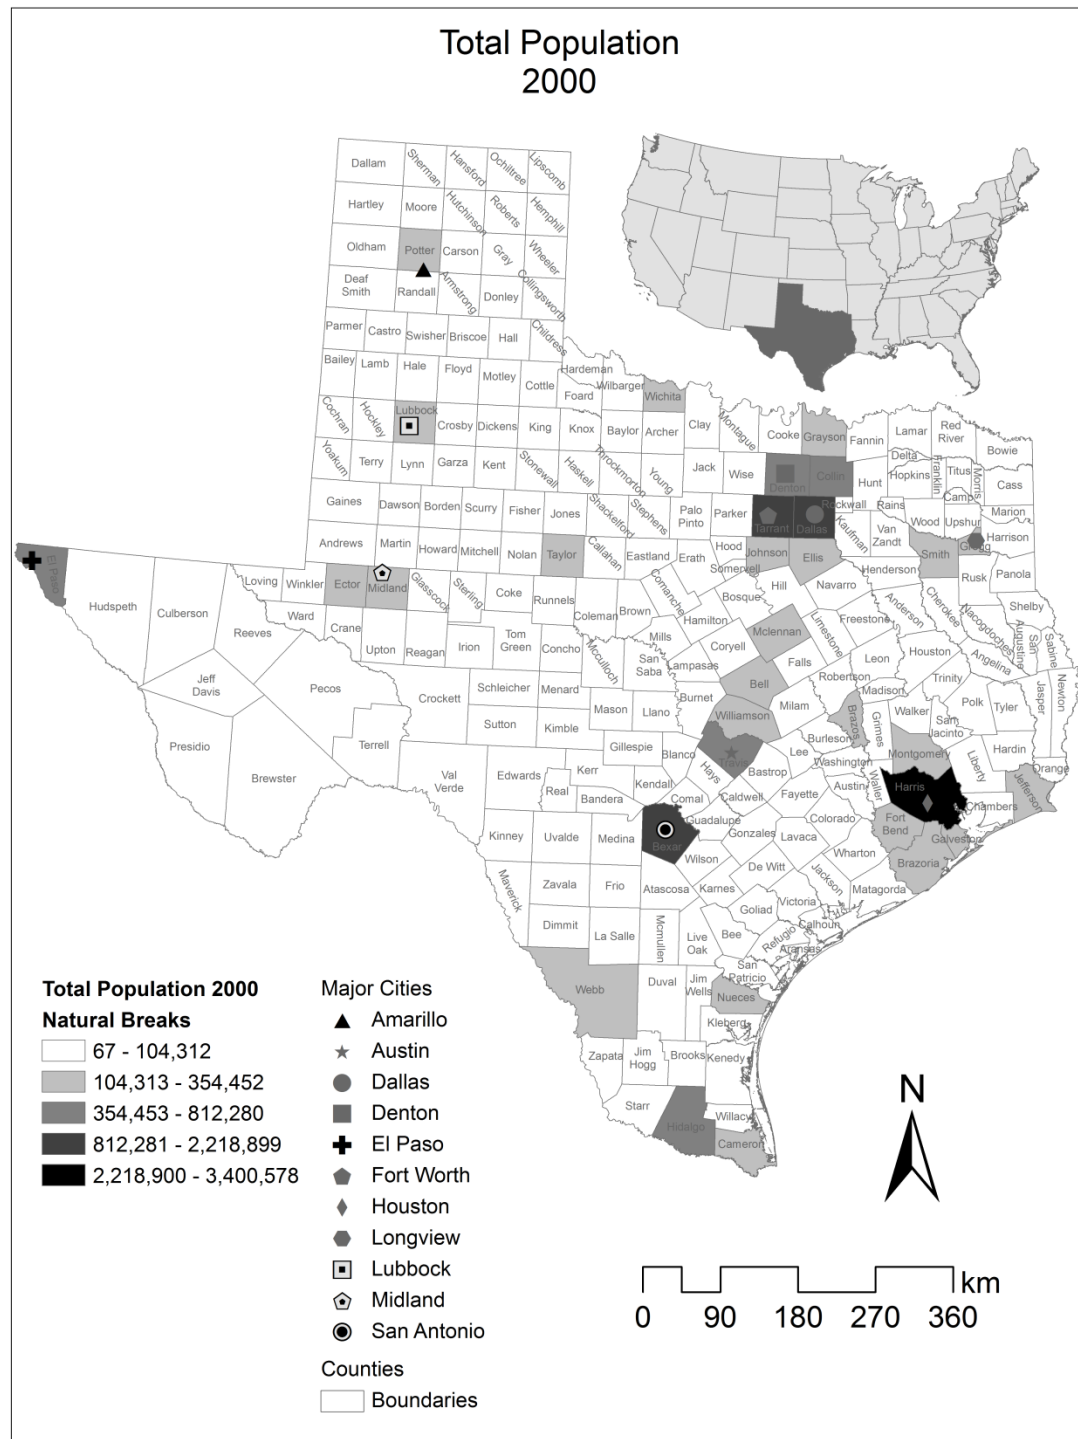 Total Population
2000
Dallam
Sherman
Hansford
Ochiltree
Lipscomb
Hartley
Moore
Hutchinson
Roberts
Hemphill
Oldham
Potter
Carson
Gray
Wheeler
Deaf
Smith
Randall
Armstrong
Donley
Collingsworth
Parmer
Castro
Swisher
Briscoe
Hall
Childress
Bailey
Lamb
Hale
Floyd
Motley
Cottle
Hardeman
Foard
Wilbarger
Wichita
Cochran
Hockley
Lubbock
Crosby
Dickens
King
Knox
Baylor
Archer
Clay
Montague
Cooke
Grayson
Fannin
Lamar
Red
River
Bowie
Yoakum
Terry
Lynn
Garza
Kent
Stonewall
Haskell
Throckmorton
Young
Jack
Wise
Denton
Collin
Hunt
Delta
Hopkins
Franklin
Titus
Camp
Morris
Cass
Marion
Gaines
Dawson
Borden
Scurry
Fisher
Jones
Shackelford
Stephens
Palo
Pinto
Parker
Tarrant
Dallas
Rockwall
Kaufman
Rains
Van
Zandt
Wood
Upshur
Gregg
Harrison
Smith
Andrews
Martin
Howard
Mitchell
Nolan
Taylor
Callahan
Eastland
Erath
Hood
Somervell
Johnson
Ellis
Henderson
Rusk
Panola
El Paso
Hudspeth
Culberson
Reeves
Loving
Winkler
Ector
Midland
Glasscock
Sterling
Coke
Runnels
Coleman
Brown
Comanche
Hamilton
Bosque
Hill
Navarro
Freestone
Anderson
Cherokee
Nacogdoches
Shelby
San
Augustine
Sabine
Ward
Crane
Upton
Reagan
Irion
Tom
Green
Concho
Mcculloch
San
Saba
Mills
Lampasas
Coryell
Mclennan
Limestone
Falls
Leon
Houston
Angelina
Trinity
Jeff
Davis
Pecos
Crockett
Schleicher
Menard
Mason
Llano
Burnet
Bell
Milam
Robertson
Madison
Walker
San
Jacinto
Polk
Tyler
Jasper
Newton
Presidio
Brewster
Terrell
Sutton
Kimble
Gillespie
Blanco
Williamson
Travis
Burleson
Brazos
Grimes
Montgomery
Liberty
Hardin
Orange
Jefferson
Val
Verde
Edwards
Real
Kerr
Bandera
Kendall
Hays
Comal
Caldwell
Bastrop
Lee
Washington
Fayette
Austin
Waller
Harris
Chambers
Kinney
Uvalde
Medina
Bexar
Guadalupe
Gonzales
Lavaca
Colorado
Fort
Bend
Galveston
Brazoria
Wharton
Maverick
Zavala
Frio
Atascosa
Wilson
Karnes
De Witt
Jackson
Matagorda
Dimmit
La Salle
Mcmullen
Live
Oak
Bee
Goliad
Victoria
Calhoun
Refugio
Aransas
San
Patricio
Webb
Duval
Jim
Wells
Nueces
Kleberg
Zapata
Jim
Hogg
Brooks
Kenedy
Starr
Hidalgo
Willacy
Cameron
Total Population 2000
Natural Breaks
67 - 104,312
104,313 - 354,452
354,453 - 812,280
812,281 - 2,218,899
2,218,900 - 3,400,578
Major Cities
Amarillo
Austin
Dallas
Denton
El Paso
Fort Worth
Houston
Longview
Lubbock
Midland
San Antonio
Counties
Boundaries
N
km
0 90 180 270 360